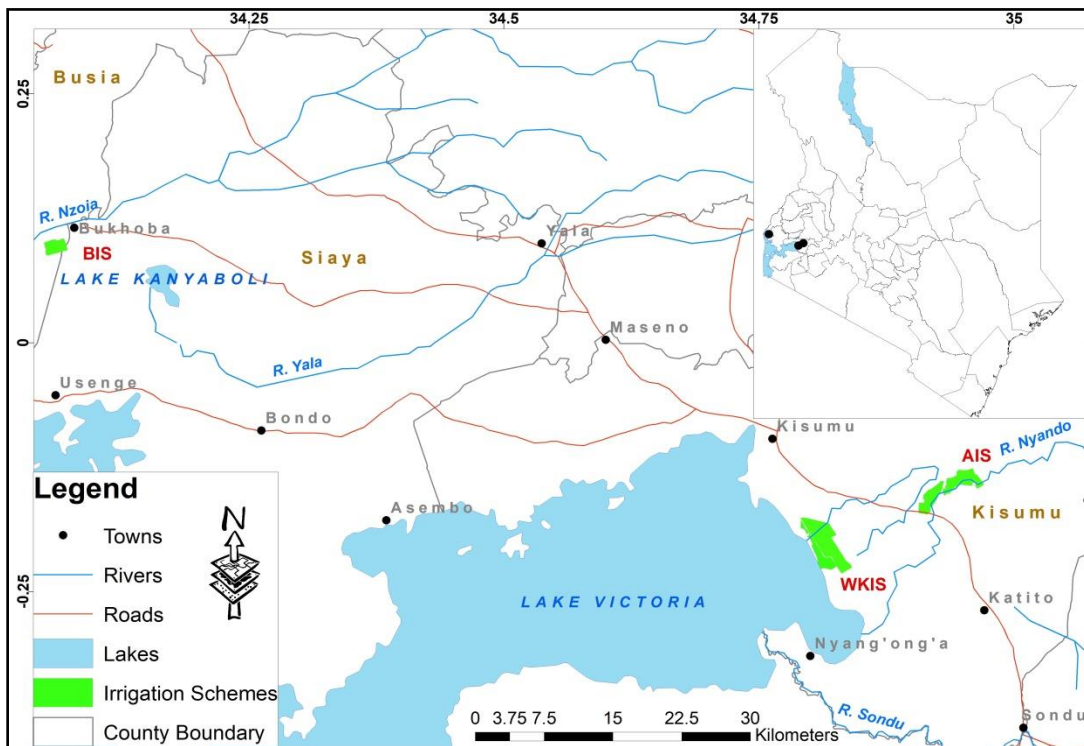 34.25
34.5
34.75
35
0.25
0
-0.25
Busia
R. Nzoia
Bukhoba
BIS
LAKE KANYABOLI
Siaya
Yala
Maseno
R. Yala
Usenge
Bondo
Kisumu
AIS
R. Nyando
Kisumu
Asembo
WKIS
LAKE VICTORIA
Katito
Nyang'ong'a
R. Sondu
Sondu
Legend
N
Towns
Rivers
Roads
Lakes
Irrigation Schemes
County Boundary
0 3.75 7.5 15 22.5 30
Kilometers